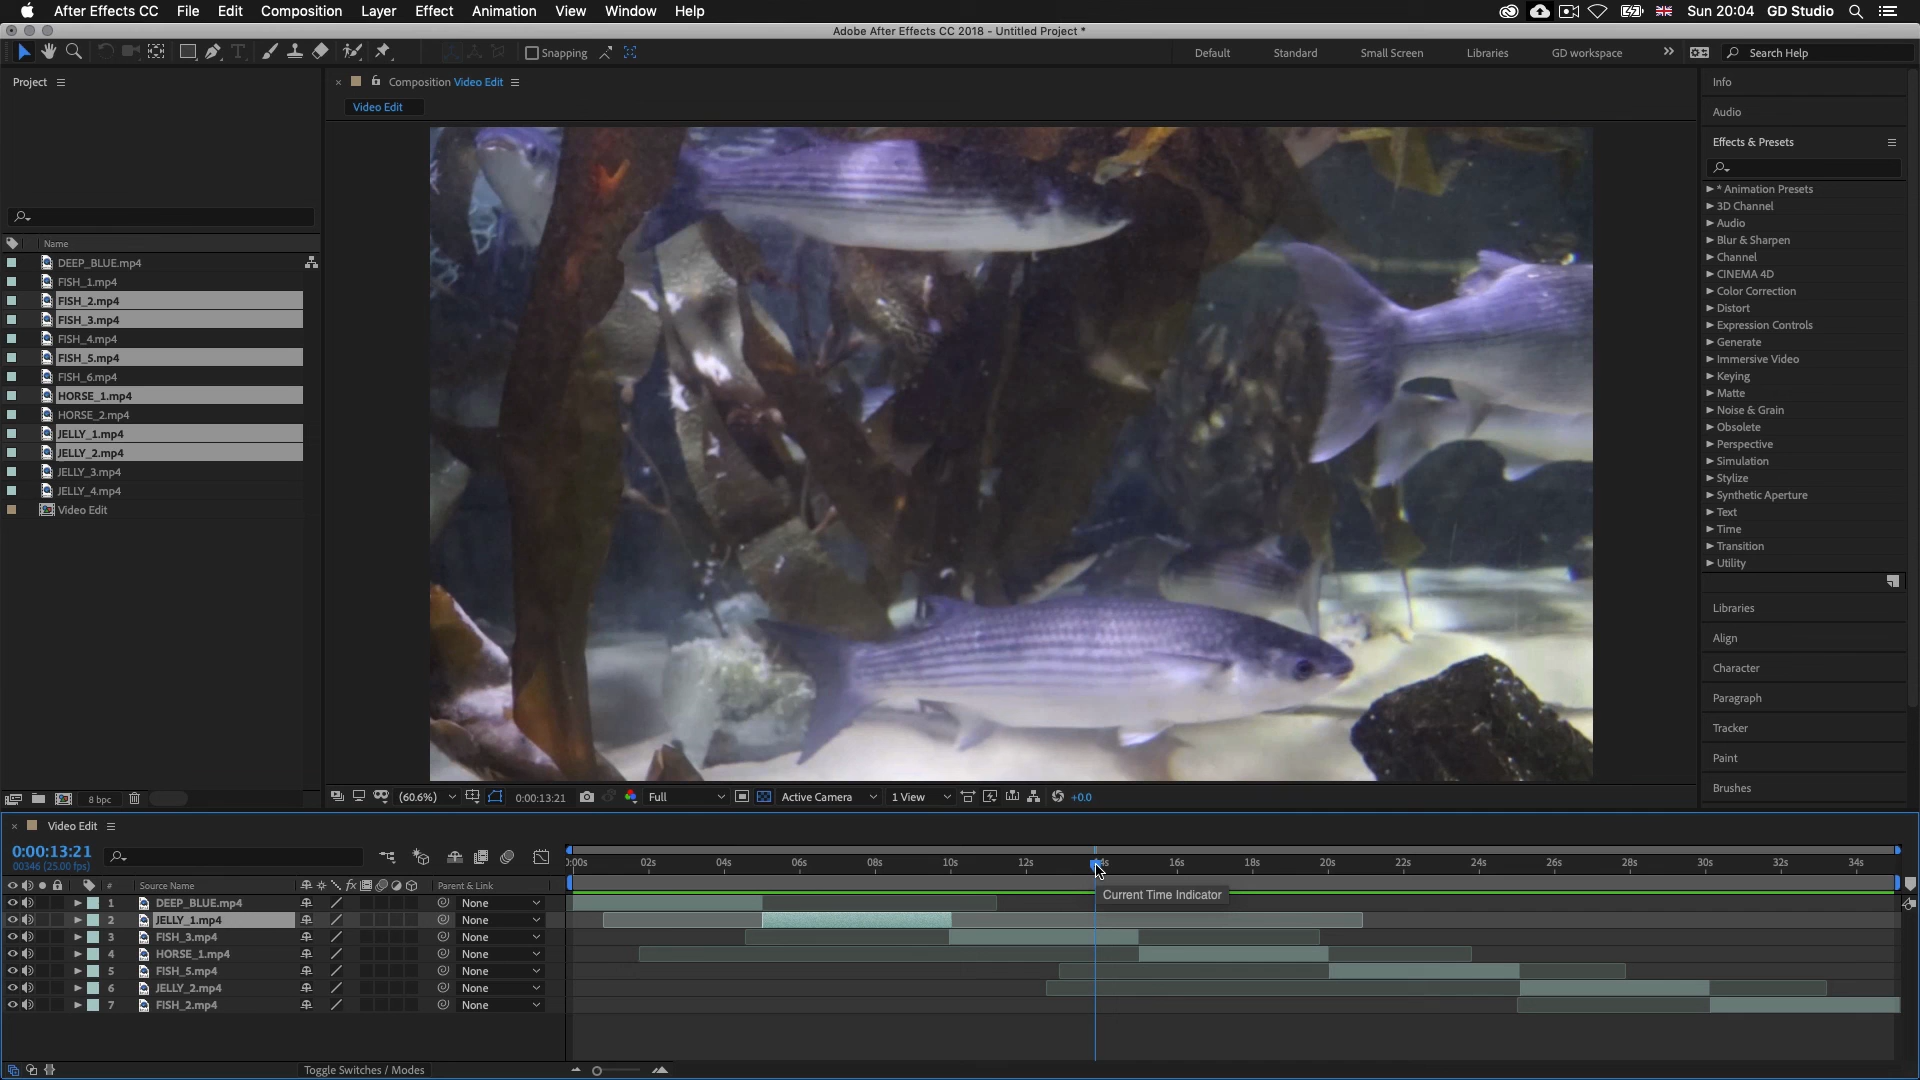 After Effects CC File Edit Composition Layer Effect Animation View Window Help Sun 20:04 GD Studio
Adobe After Effects CC 2018 - Untitled Project *
Snapping Default Standard Small Screen Libraries GD workspace Search Help
Project
Composition Video Edit
Video Edit
Name
DEEP_BLUE.mp4
FISH_1.mp4
FISH_2.mp4
FISH_3.mp4
FISH_4.mp4
FISH_5.mp4
FISH_6.mp4
HORSE_1.mp4
HORSE_2.mp4
JELLY_1.mp4
JELLY_2.mp4
JELLY_3.mp4
JELLY_4.mp4
Video Edit
8 bpc
(60.6%) 0:00:13:21 Full Active Camera 1 View +0.0
Info
Audio
Effects & Presets
* Animation Presets
3D Channel
Audio
Blur & Sharpen
Channel
CINEMA 4D
Color Correction
Distort
Expression Controls
Generate
Immersive Video
Keying
Matte
Noise & Grain
Obsolete
Perspective
Simulation
Stylize
Synthetic Aperture
Text
Time
Transition
Utility
Libraries
Align
Character
Paragraph
Tracker
Paint
Brushes
Video Edit
0:00:13:21
00346 (25.00 fps)
0:00s 02s 04s 06s 08s 10s 12s 16s 18s 20s 22s 24s 26s 28s 30s 32s 34s
# Source Name fx Parent & Link
Current Time Indicator
1 DEEP_BLUE.mp4 None
2 JELLY_1.mp4 None
3 FISH_3.mp4 None
4 HORSE_1.mp4 None
5 FISH_5.mp4 None
6 JELLY_2.mp4 None
7 FISH_2.mp4 None
Toggle Switches / Modes